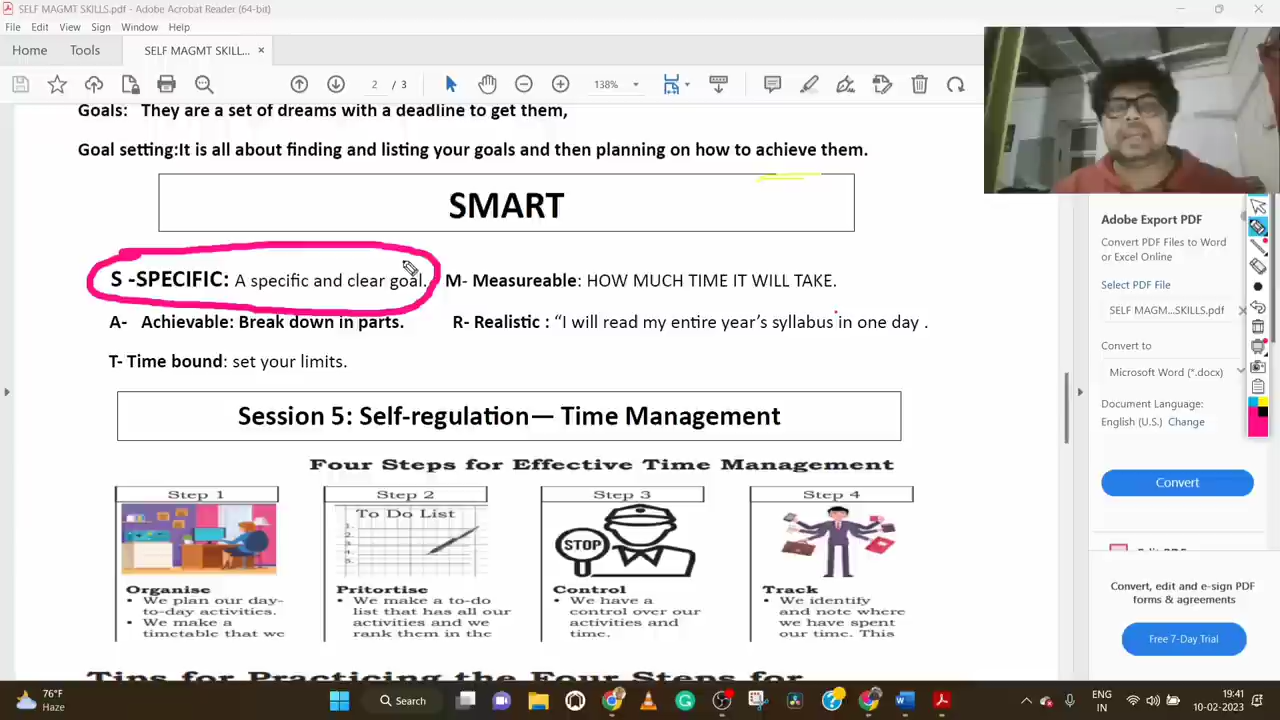 SELF MAGMT SKILLS.pdf - Adobe Acrobat Reader (64-bit)
File Edit View Sign Window Help
Home Tools SELF MAGMT SKILL... ×
2 / 3 138%
Goals: They are a set of dreams with a deadline to get them,
Goal setting:It is all about finding and listing your goals and then planning on how to achieve them.
SMART
S -SPECIFIC: A specific and clear goal. M- Measureable: HOW MUCH TIME IT WILL TAKE.
A- Achievable: Break down in parts. R- Realistic : “I will read my entire year’s syllabus in one day .
T- Time bound: set your limits.
Session 5: Self-regulation— Time Management
Four Steps for Effective Time Management
Step 1 Step 2 Step 3 Step 4
To Do List
STOP
Organise Pritortise Control Track
• We plan our day- • We make a to-do • We have a • We identify
to-day activities. list that has all our control over our and note where
• We make a activities and we activities and we have spent
timetable that we rank them in the time. our time. This
Tips for Practicing the Four Steps for
Adobe Export PDF
Convert PDF Files to Word
or Excel Online
Select PDF File
SELF MAGM...SKILLS.pdf
Convert to
Microsoft Word (*.docx)
Document Language:
English (U.S.) Change
Convert
Convert, edit and e-sign PDF
forms & agreements
Free 7-Day Trial
76°F
Haze
Search
ENG
IN
19:41
10-02-2023